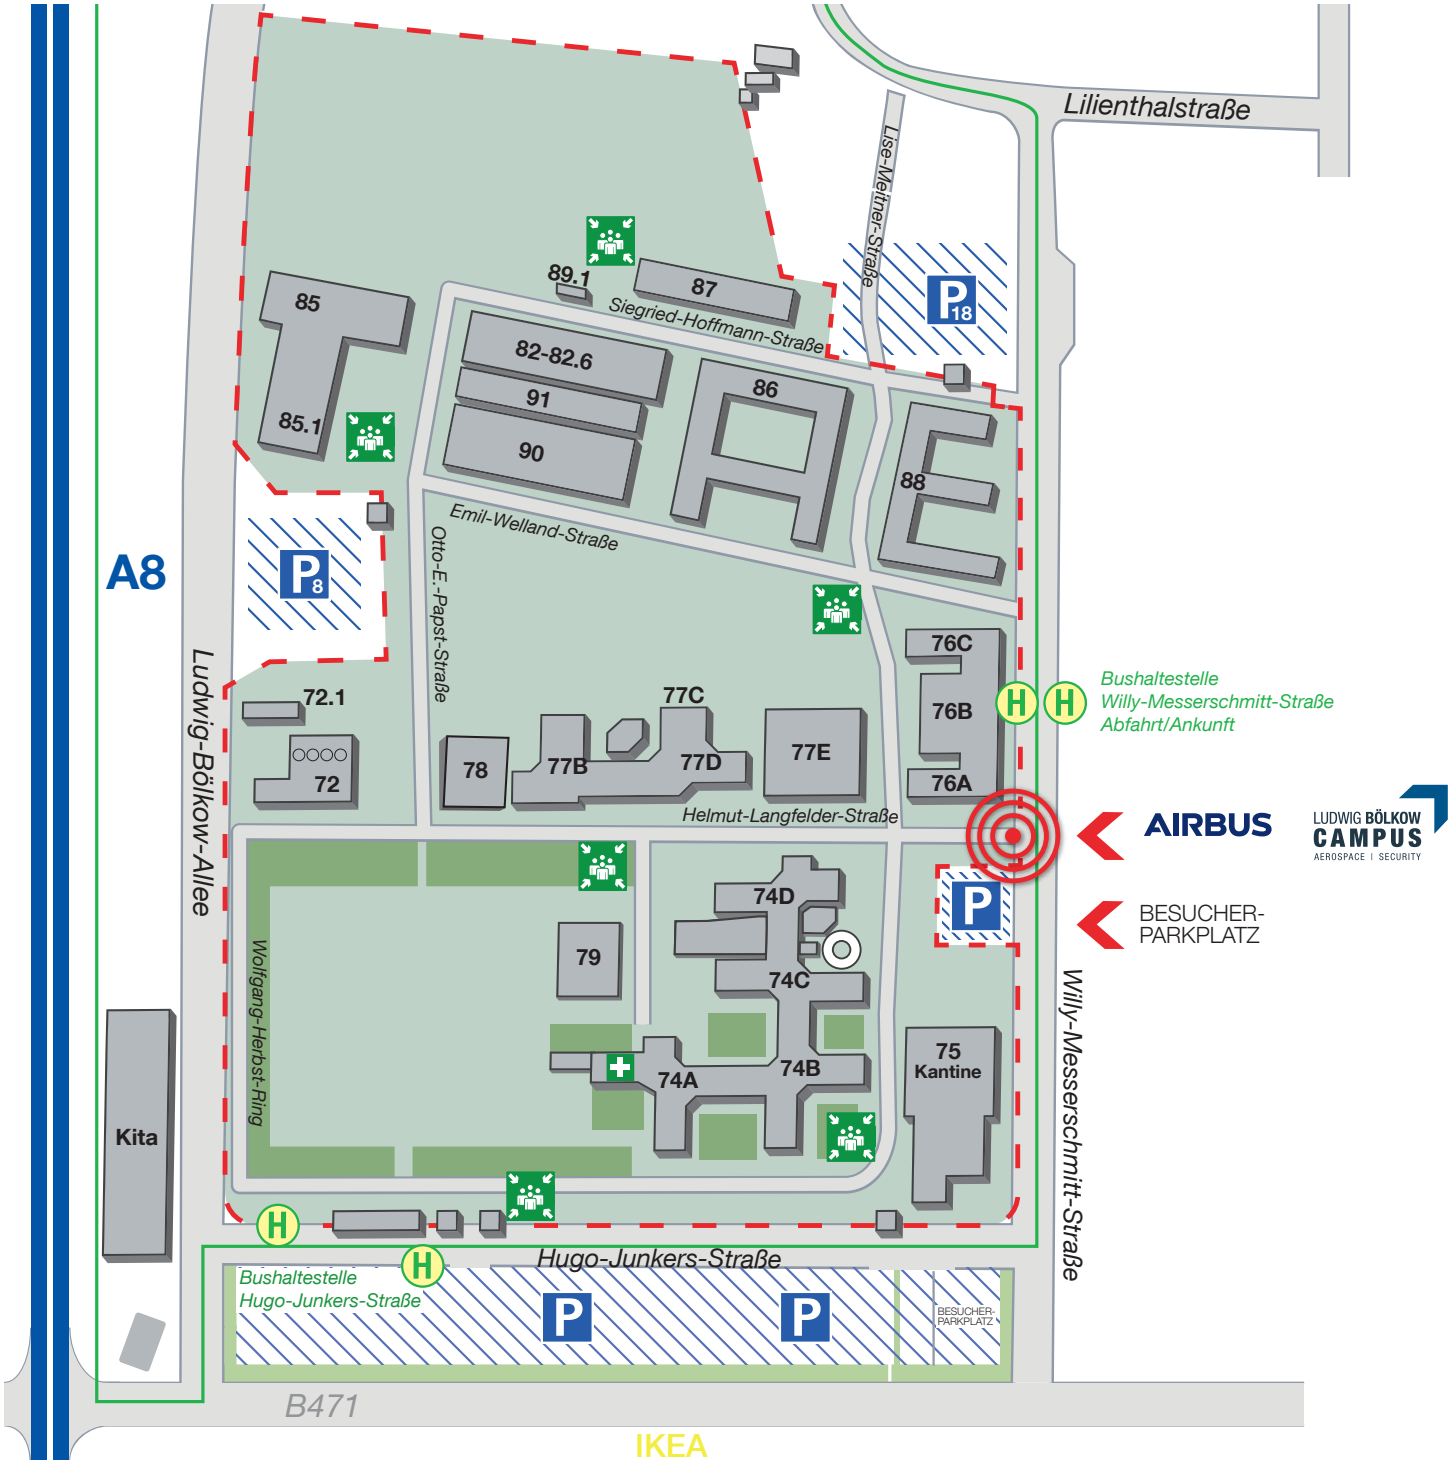 Lilienthalstraße
Lise-Meitner-Straße
89.1
87
85
P18
Siegried-Hoffmann-Straße
82-82.6
86
91
85.1
90
88
Emil-Welland-Straße
Otto-E.-Papst-Straße
A8
P8
76C
Ludwig-Bölkow-Allee
72.1
77C
76B
H H
Bushaltestelle
Willy-Messerschmitt-Straße
Abfahrt/Ankunft
77E
78
77B
77D
72
76A
Helmut-Langfelder-Straße
AIRBUS
LUDWIG BÖLKOW
CAMPUS
AEROSPACE | SECURITY
74D
P
BESUCHER-
PARKPLATZ
79
74C
Wolfgang-Herbst-Ring
Willy-Messerschmitt-Straße
75
Kantine
74A
74B
Kita
H
Hugo-Junkers-Straße
H
Bushaltestelle
Hugo-Junkers-Straße
P
P
BESUCHER-
PARKPLATZ
B471
IKEA